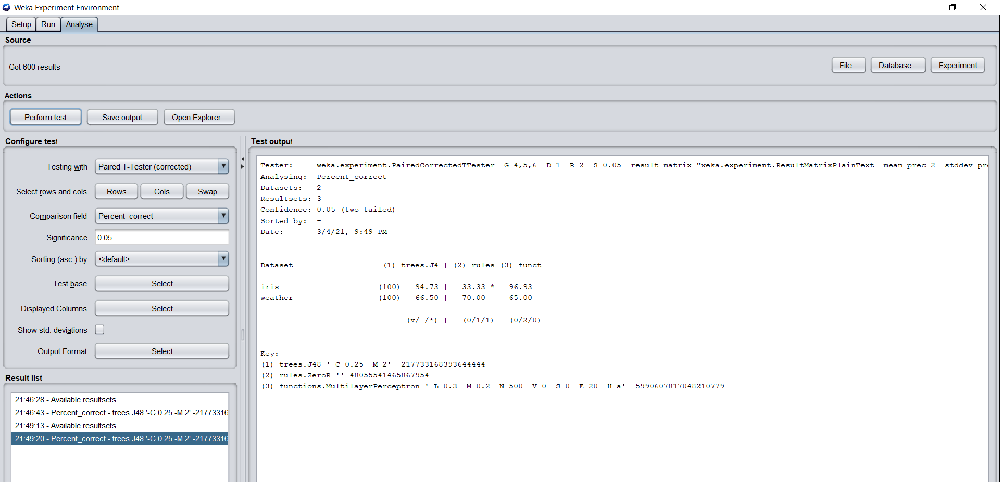 Weka Experiment Environment
Setup Run Analyse
Source
Got 600 results
File... Database... Experiment
Actions
Perform test Save output Open Explorer...
Configure test
Testing with Paired T-Tester (corrected)
Select rows and cols Rows Cols Swap
Comparison field Percent_correct
Significance 0.05
Sorting (asc.) by <default>
Test base Select
Displayed Columns Select
Show std. deviations
Output Format Select
Result list
21:46:28 - Available resultsets
21:46:43 - Percent_correct - trees.J48 '-C 0.25 -M 2' -21773316
21:49:13 - Available resultsets
21:49:20 - Percent_correct - trees.J48 '-C 0.25 -M 2' -21773316
Test output
Tester: weka.experiment.PairedCorrectedTTester -G 4,5,6 -D 1 -R 2 -S 0.05 -result-matrix "weka.experiment.ResultMatrixPlainText -mean-prec 2 -stddev-pre
Analysing: Percent_correct
Datasets: 2
Resultsets: 3
Confidence: 0.05 (two tailed)
Sorted by: -
Date: 3/4/21, 9:49 PM
Dataset (1) trees.J4 | (2) rules (3) funct
------------------------------------------------------------
iris (100) 94.73 | 33.33 * 96.93
weather (100) 66.50 | 70.00 65.00
------------------------------------------------------------
(v/ /*) | (0/1/1) (0/2/0)
Key:
(1) trees.J48 '-C 0.25 -M 2' -217733168393644444
(2) rules.ZeroR '' 48055541465867954
(3) functions.MultilayerPerceptron '-L 0.3 -M 0.2 -N 500 -V 0 -S 0 -E 20 -H a' -5990607817048210779